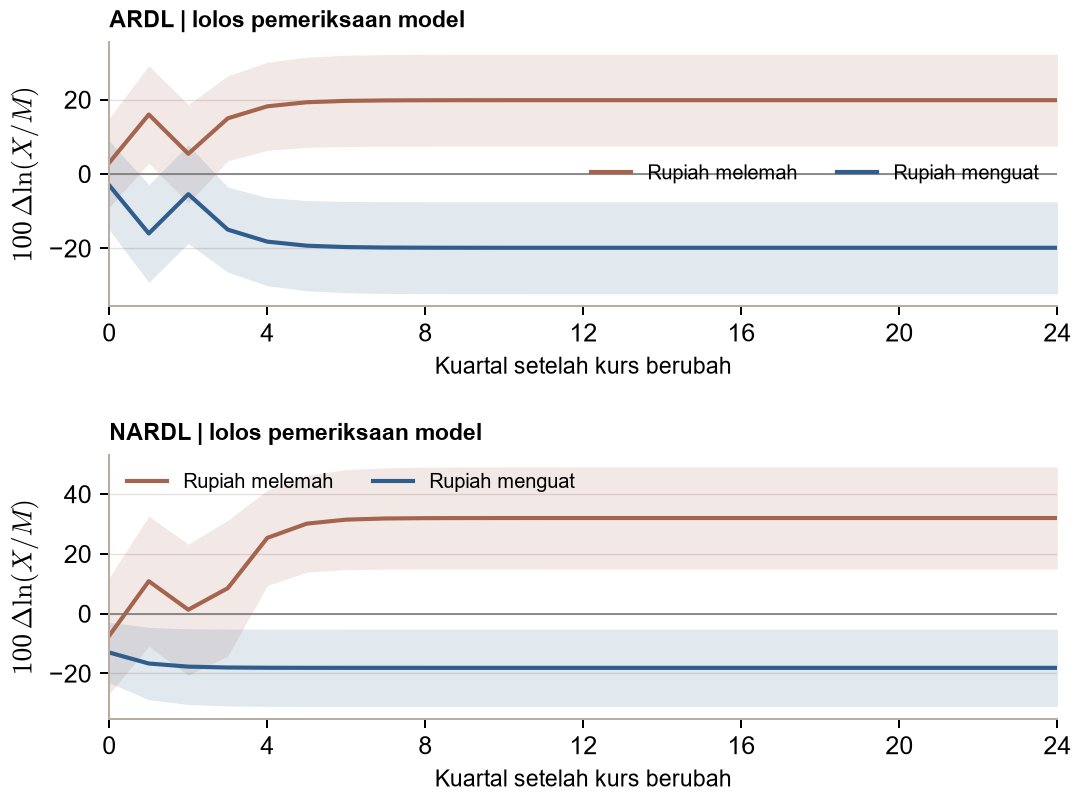 ARDL | lolos pemeriksaan model
100 Δln(X/M)
20
0
−20
Rupiah melemah Rupiah menguat
0 4 8 12 16 20 24
Kuartal setelah kurs berubah
NARDL | lolos pemeriksaan model
100 Δln(X/M)
Rupiah melemah Rupiah menguat
40
20
0
−20
0 4 8 12 16 20 24
Kuartal setelah kurs berubah